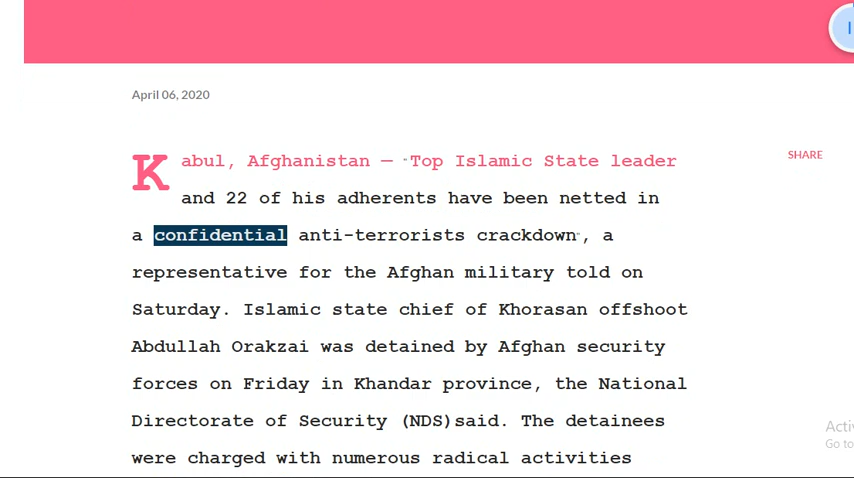 April 06, 2020
SHARE
Kabul, Afghanistan — "Top Islamic State leader
and 22 of his adherents have been netted in
a confidential anti-terrorists crackdown", a
representative for the Afghan military told on
Saturday. Islamic state chief of Khorasan offshoot
Abdullah Orakzai was detained by Afghan security
forces on Friday in Khandar province, the National
Directorate of Security (NDS)said. The detainees
were charged with numerous radical activities
Go to